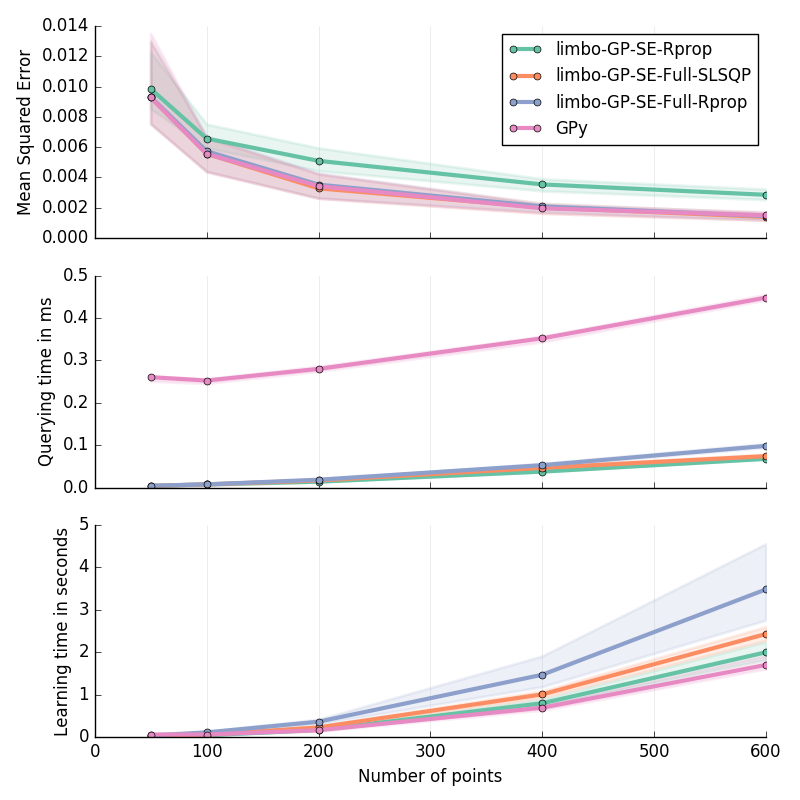 Mean Squared Error
0.014
0.012
0.010
0.008
0.006
0.004
0.002
0.000
limbo-GP-SE-Rprop
limbo-GP-SE-Full-SLSQP
limbo-GP-SE-Full-Rprop
GPy
Querying time in ms
0.5
0.4
0.3
0.2
0.1
0.0
Learning time in seconds
5
4
3
2
1
0
0 100 200 300 400 500 600
Number of points